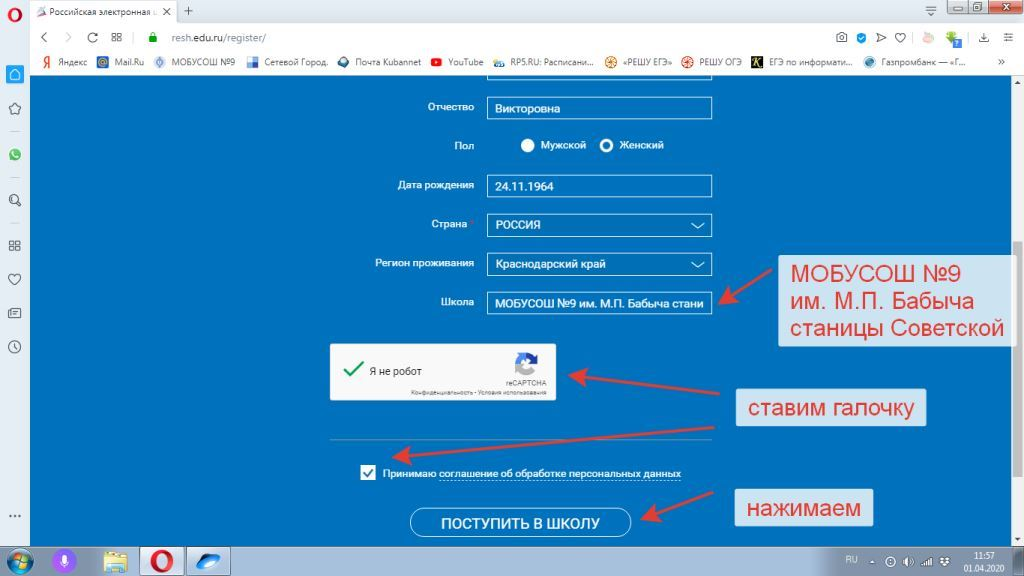 Российская электронная ш
resh.edu.ru/register/
Яндекс
Mail.Ru
МОБУСОШ №9
Сетевой Город.
Почта Kubannet
YouTube
RP5.RU: Расписани...
«РЕШУ ЕГЭ»
РЕШУ ОГЭ
ЕГЭ по информати...
Газпромбанк — «Г...
Отчество
Викторовна
Пол
Мужской
Женский
Дата рождения
24.11.1964
Страна *
РОССИЯ
Регион проживания
Краснодарский край
Школа
МОБУСОШ №9 им. М.П. Бабыча стани
МОБУСОШ №9
им. М.П. Бабыча
станицы Советской
Я не робот
reCAPTCHA
Конфиденциальность - Условия использования
ставим галочку
Принимаю соглашение об обработке персональных данных
ПОСТУПИТЬ В ШКОЛУ
нажимаем
RU
11:57
01.04.2020